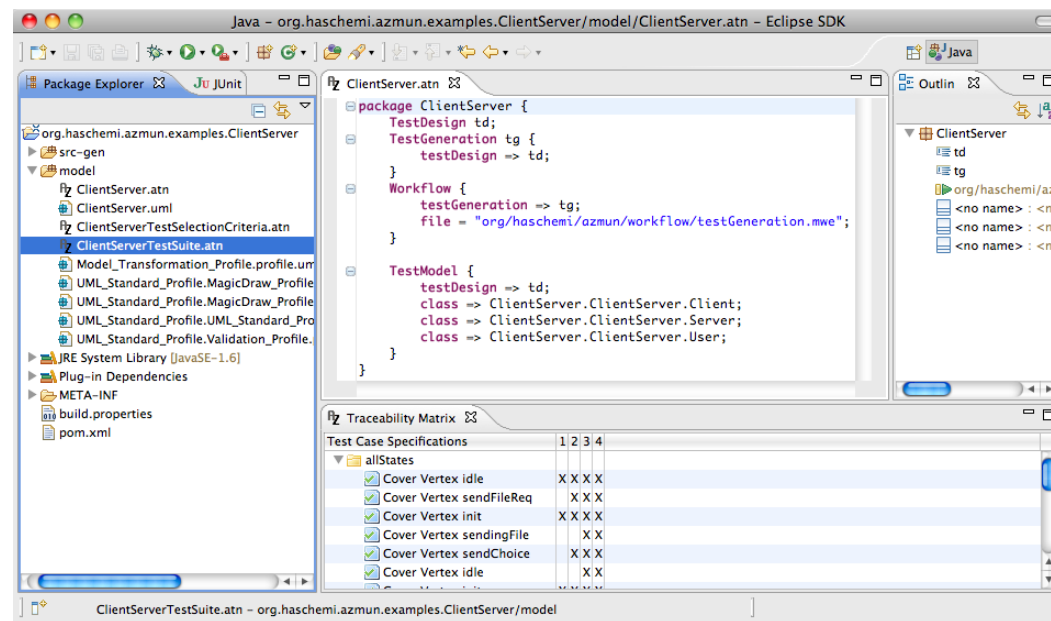 Java – org.haschemi.azmun.examples.ClientServer/model/ClientServer.atn – Eclipse SDK
Java
Package Explorer
JUnit
org.haschemi.azmun.examples.ClientServer
src-gen
model
ClientServer.atn
ClientServer.uml
ClientServerTestSelectionCriteria.atn
ClientServerTestSuite.atn
Model_Transformation_Profile.profile.um
UML_Standard_Profile.MagicDraw_Profile
UML_Standard_Profile.MagicDraw_Profile
UML_Standard_Profile.UML_Standard_Pro
UML_Standard_Profile.Validation_Profile.
JRE System Library [JavaSE-1.6]
Plug-in Dependencies
META-INF
build.properties
pom.xml
ClientServer.atn
package ClientServer {
TestDesign td;
TestGeneration tg {
testDesign => td;
}
Workflow {
testGeneration => tg;
file = "org/haschemi/azmun/workflow/testGeneration.mwe";
}
TestModel {
testDesign => td;
class => ClientServer.ClientServer.Client;
class => ClientServer.ClientServer.Server;
class => ClientServer.ClientServer.User;
}
}
Outlin
ClientServer
td
tg
org/haschemi/az
<no name> : <n
<no name> : <n
<no name> : <n
Traceability Matrix
Test Case Specifications 1 2 3 4
allStates
Cover Vertex idle X X X X
Cover Vertex sendFileReq X X X
Cover Vertex init X X X X
Cover Vertex sendingFile X X
Cover Vertex sendChoice X X X
Cover Vertex idle X X
ClientServerTestSuite.atn – org.haschemi.azmun.examples.ClientServer/model